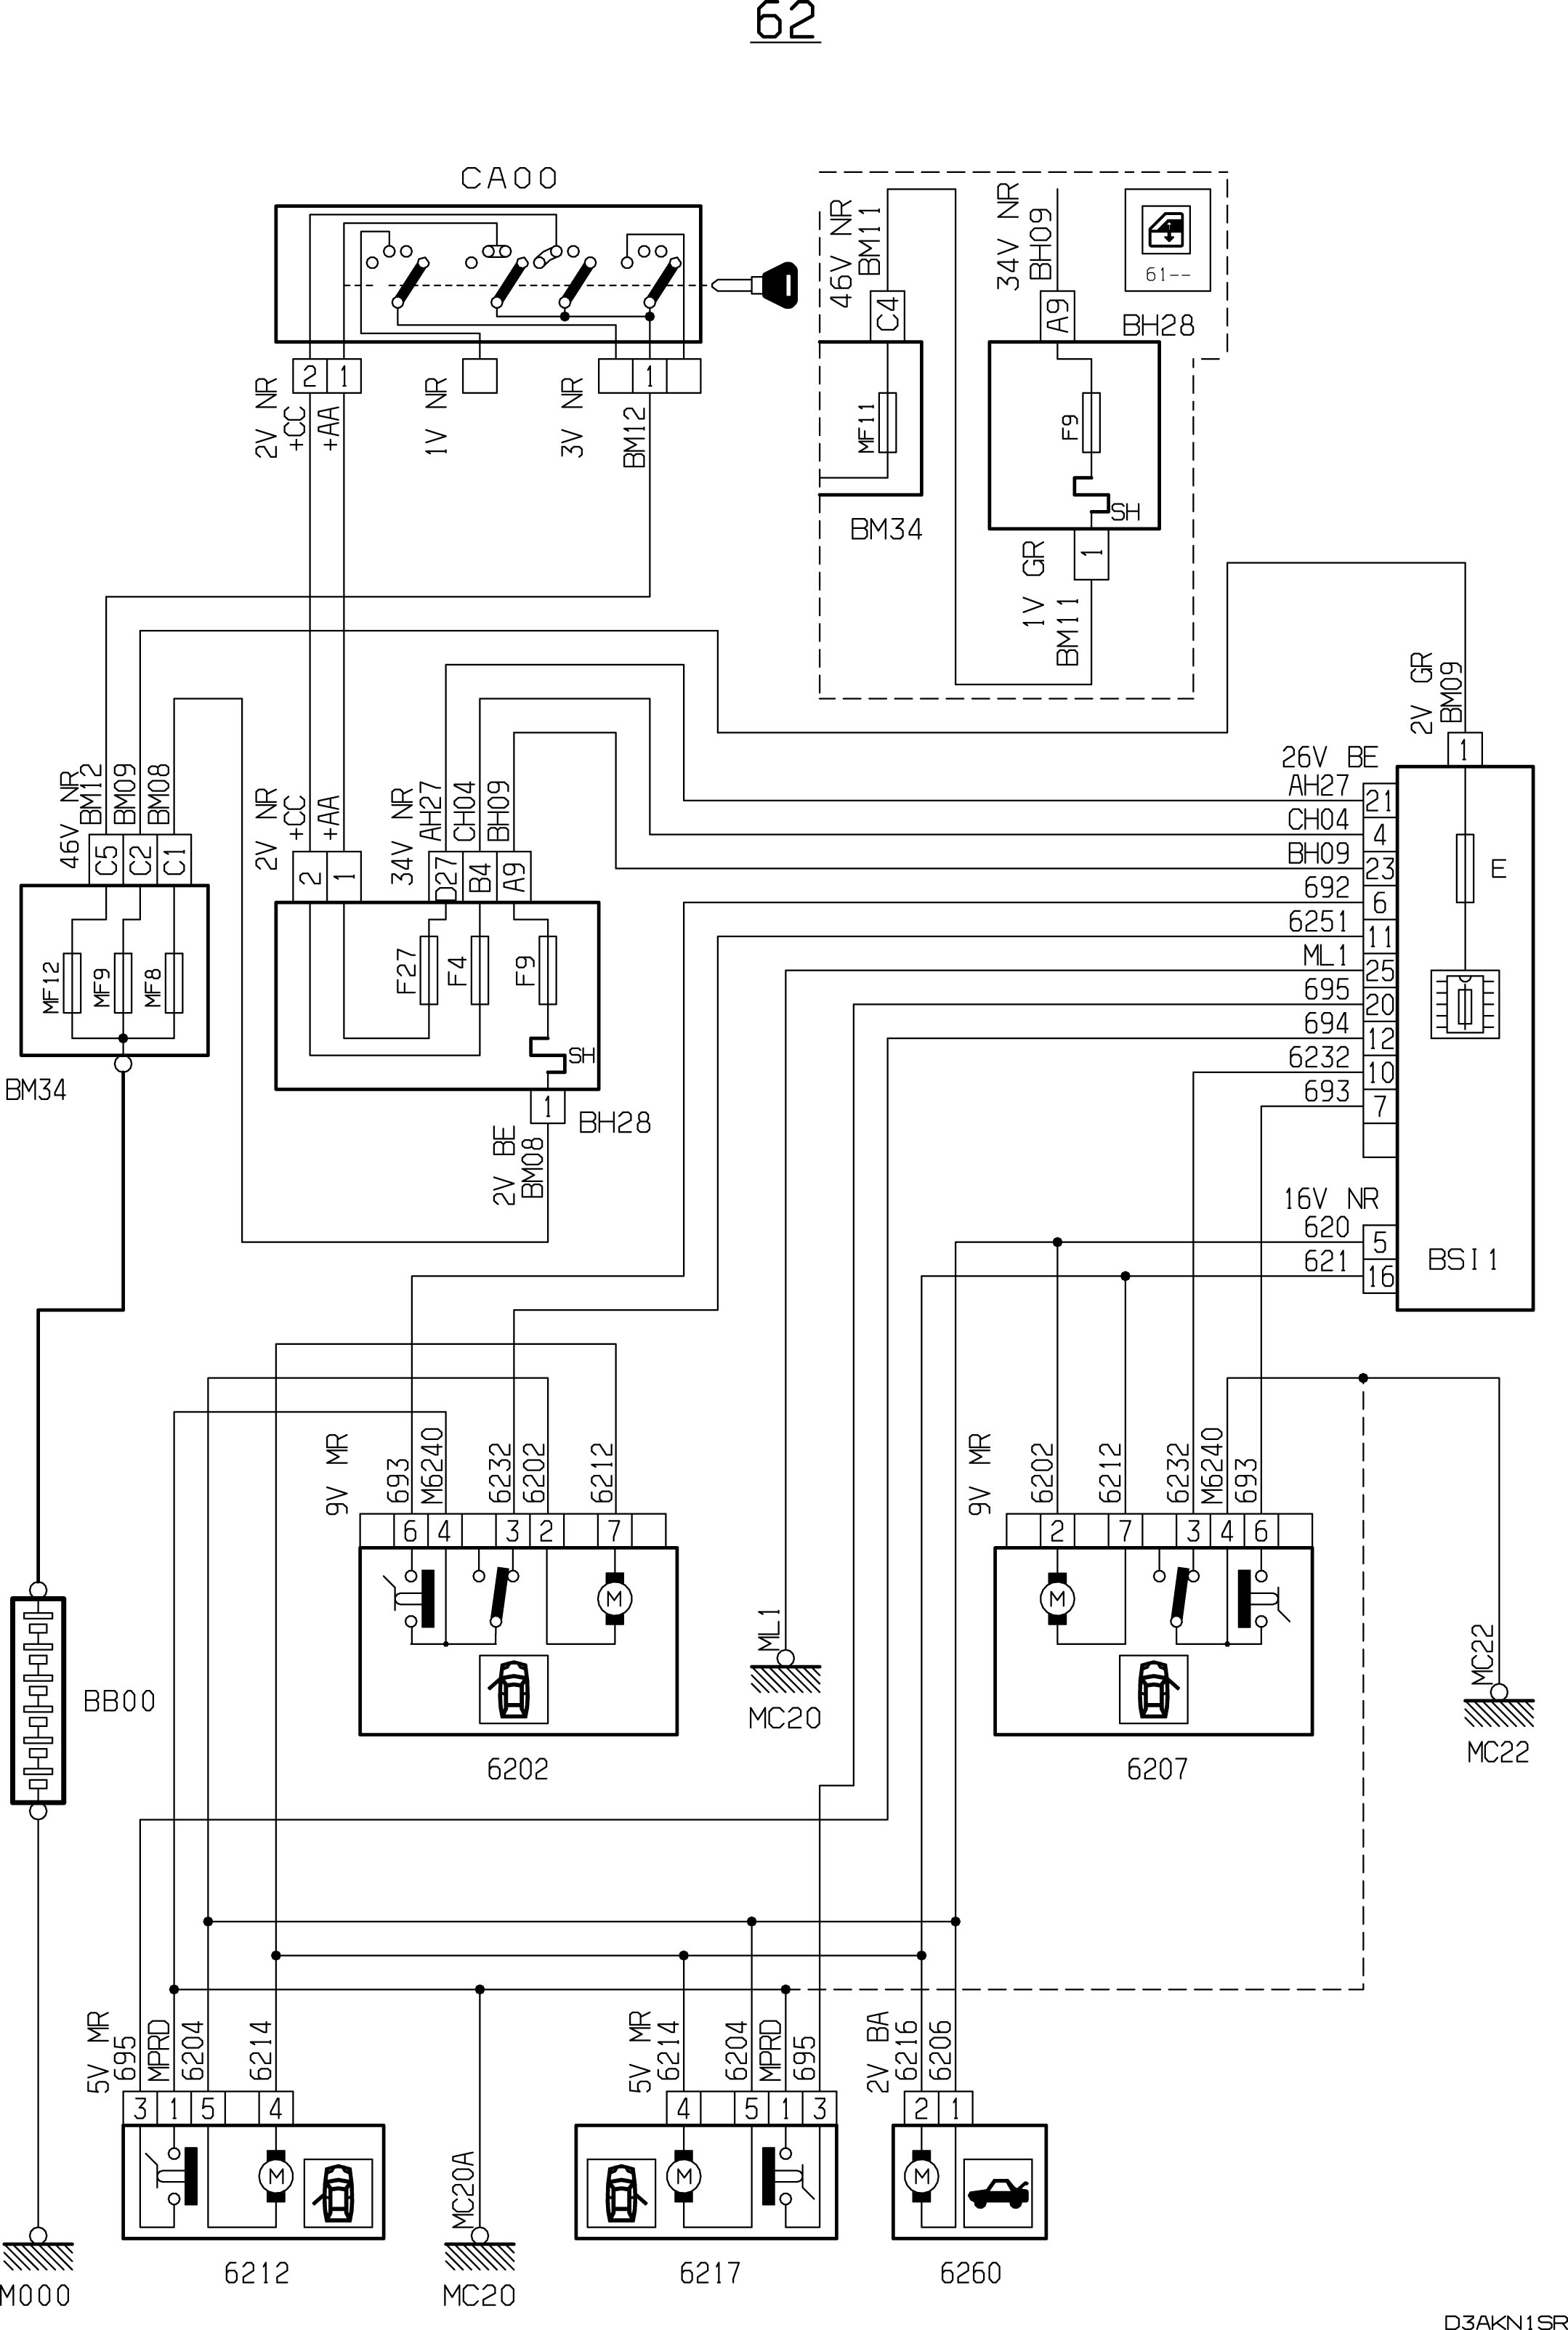 62
CA00
2 1
1
2V NR
+CC
+AA
1V NR
3V NR
BM12
46V NR
BM11
34V NR
BH09
C4
A9
61--
BH28
MF11
F9
SH
BM34
1
1V GR
BM11
2V GR
BM09
1
46V NR
BM12
BM09
BM08
C5 C2 C1
MF12
MF9
MF8
BM34
2V NR
+CC
+AA
2 1
34V NR
AH27
CH04
BH09
D27 B4 A9
F27
F4
F9
SH
1
BH28
2V BE
BM08
26V BE
AH27 21
CH04 4
BH09 23
692 6
6251 11
ML1 25
695 20
694 12
6232 10
693 7
E
16V NR
620 5
621 16
BSI1
9V MR
693
M6240
6232
6202
6212
6 4 3 2 7
M
6202
ML1
MC20
9V MR
6202
6212
6232
M6240
693
2 7 3 4 6
M
6207
MC22
MC22
BB00
M000
5V MR
695
MPRD
6204
6214
3 1 5 4
M
6212
MC20A
MC20
5V MR
6214
6204
MPRD
695
4 5 1 3
M
6217
2V BA
6216
6206
2 1
M
6260
D3AKN1SR